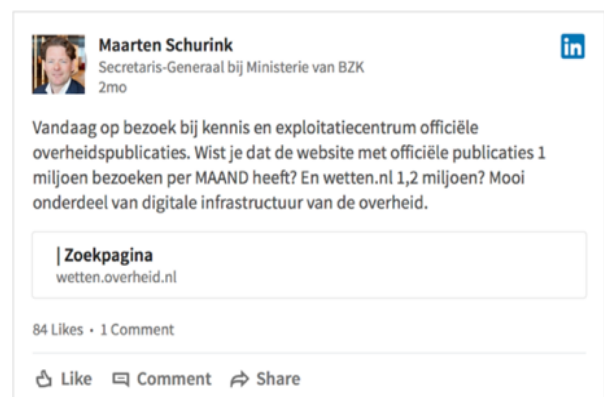 Maarten Schurink
in
Secretaris-Generaal bij Ministerie van BZK
2mo
Vandaag op bezoek bij kennis en exploitatiecentrum officiële
overheidspublicaties. Wist je dat de website met officiële publicaties 1
miljoen bezoeken per MAAND heeft? En wetten.nl 1,2 miljoen? Mooi
onderdeel van digitale infrastructuur van de overheid.
| Zoekpagina
wetten.overheid.nl
84 Likes • 1 Comment
Like Comment Share